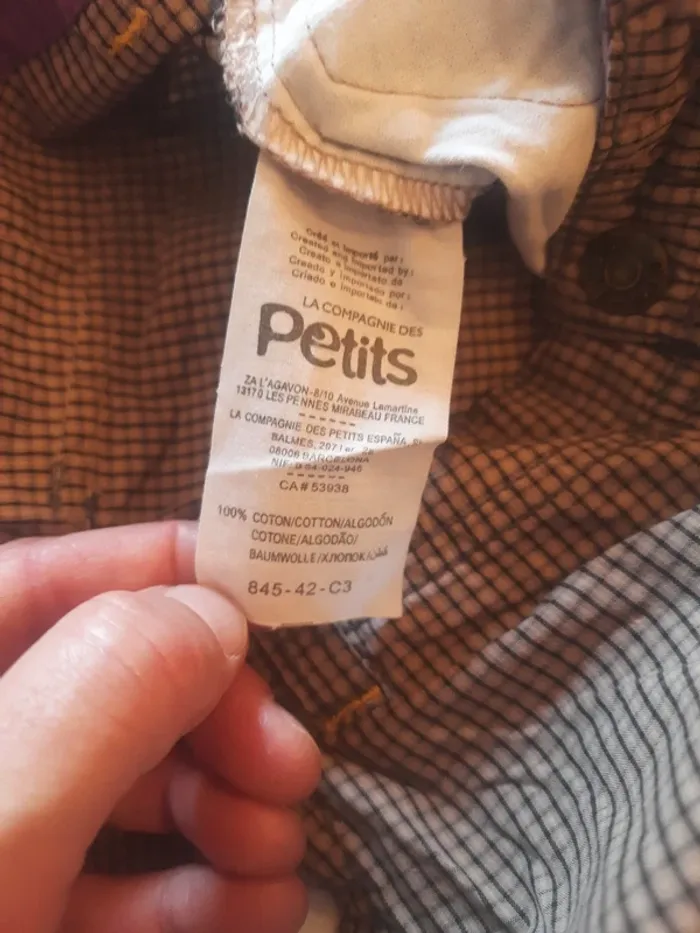 Créé et importé par:
Created and imported by:
Creato e importato da
Creado y importado por:
Criado e importado da:
LA COMPAGNIE DES
Petits
ZA L'AGAVON-8/10 Avenue Lamartine
13170 LES PENNES MIRABEAU FRANCE
LA COMPAGNIE DES PETITS ESPAÑA,
BALMES,
08006 BARCELONA
NIF:
CA#53938
100% COTON/COTTON/ALGODÓN
COTONE/ALGODÃO/
BAUMWOLLE/ХЛОПОК/
845-42-C3